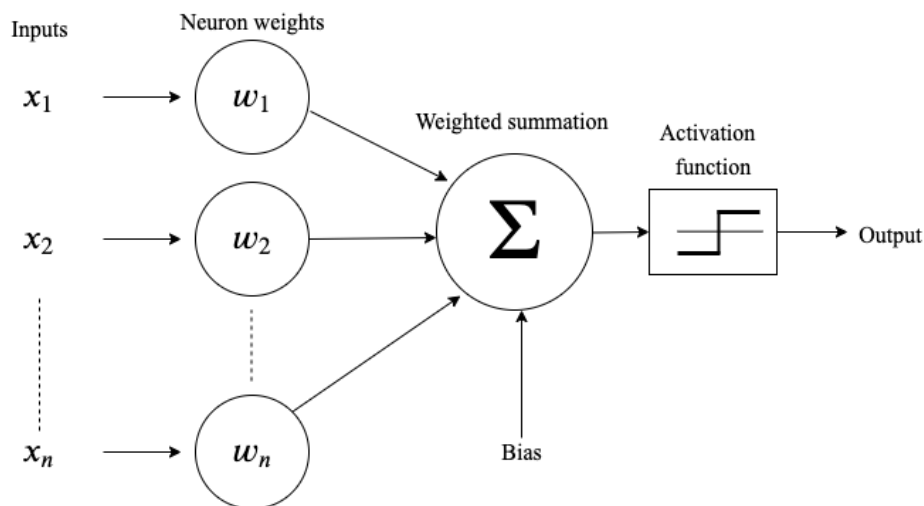 Inputs
Neuron weights
x₁
w₁
Weighted summation
Activation
function
x₂
w₂
Σ
Output
xₙ
wₙ
Bias